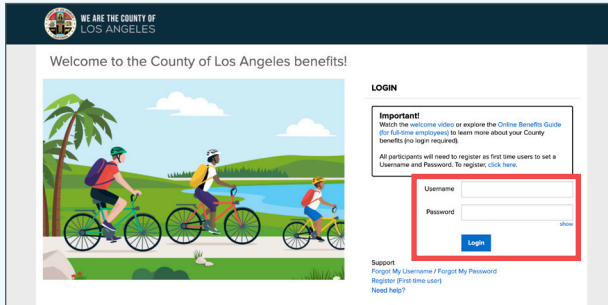 WE ARE THE COUNTY OF
LOS ANGELES
Welcome to the County of Los Angeles benefits!
LOGIN
Important!
Watch the welcome video or explore the Online Benefits Guide
(for full-time employees) to learn more about your County
benefits (no login required).
All participants will need to register as first time users to set a
Username and Password. To register, click here.
Username
Password
show
Login
Support
Forgot My Username / Forgot My Password
Register (First-time user)
Need help?